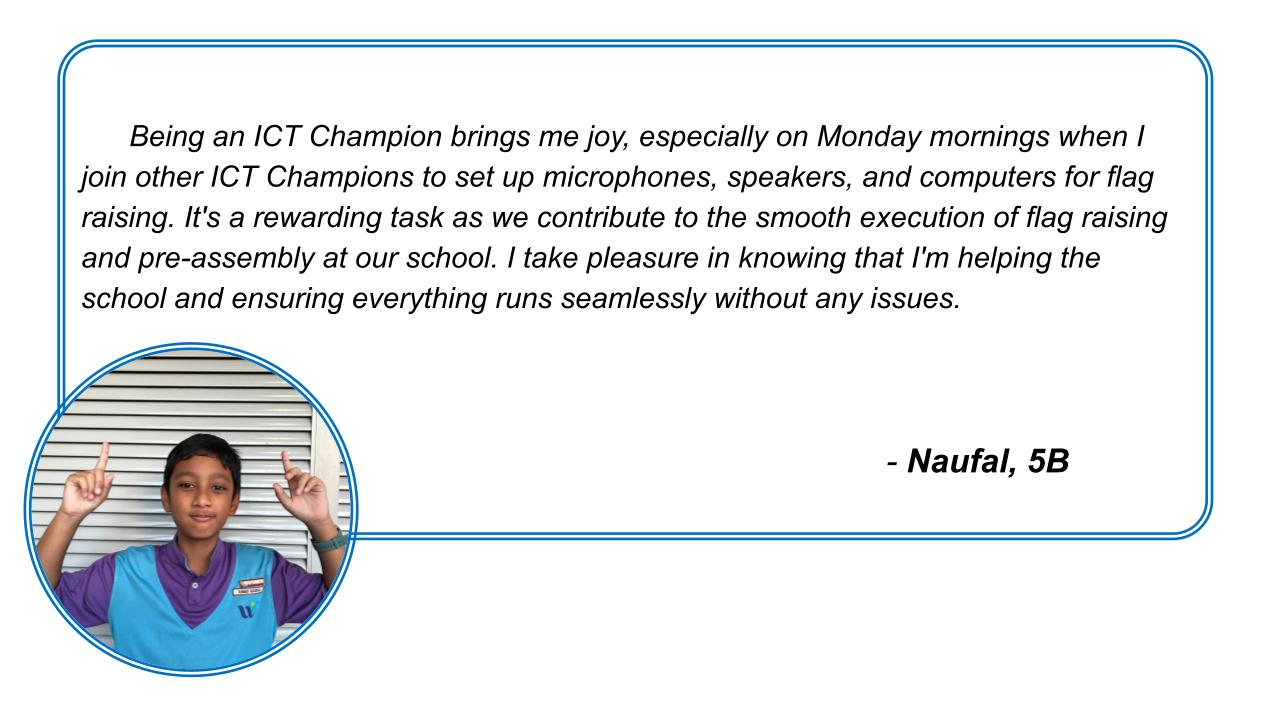 Being an ICT Champion brings me joy, especially on Monday mornings when I
join other ICT Champions to set up microphones, speakers, and computers for flag
raising. It's a rewarding task as we contribute to the smooth execution of flag raising
and pre-assembly at our school. I take pleasure in knowing that I'm helping the
school and ensuring everything runs seamlessly without any issues.
- Naufal, 5B